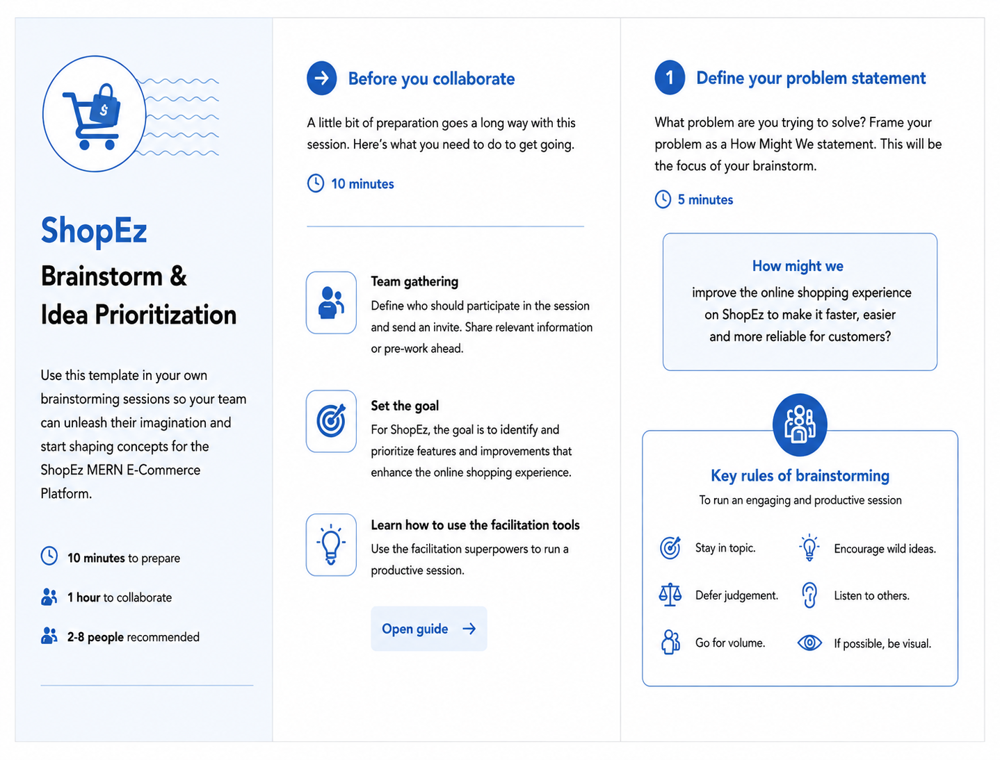 $
ShopEz
Brainstorm &
Idea Prioritization
Use this template in your own
brainstorming sessions so your team
can unleash their imagination and
start shaping concepts for the
ShopEz MERN E-Commerce
Platform.
10 minutes to prepare
1 hour to collaborate
2-8 people recommended
Before you collaborate
A little bit of preparation goes a long way with this
session. Here's what you need to do to get going.
10 minutes
Team gathering
Define who should participate in the session
and send an invite. Share relevant information
or pre-work ahead.
Set the goal
For ShopEz, the goal is to identify and
prioritize features and improvements that
enhance the online shopping experience.
Learn how to use the facilitation tools
Use the facilitation superpowers to run a
productive session.
Open guide →
1 Define your problem statement
What problem are you trying to solve? Frame your
problem as a How Might We statement. This will be
the focus of your brainstorm.
5 minutes
How might we
improve the online shopping experience
on ShopEz to make it faster, easier
and more reliable for customers?
Key rules of brainstorming
To run an engaging and productive session
Stay in topic.
Encourage wild ideas.
Defer judgement.
Listen to others.
Go for volume.
If possible, be visual.